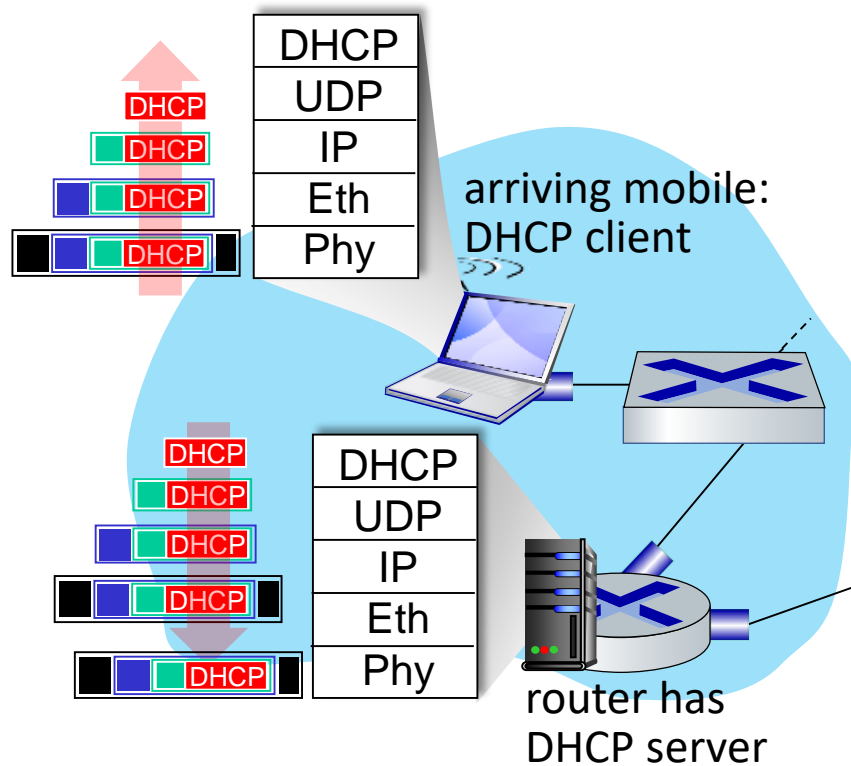 DHCP
UDP
IP
Eth
Phy
DHCP
DHCP
DHCP
DHCP
arriving mobile:
DHCP client
DHCP
UDP
IP
Eth
Phy
DHCP
DHCP
DHCP
DHCP
DHCP
router has
DHCP server